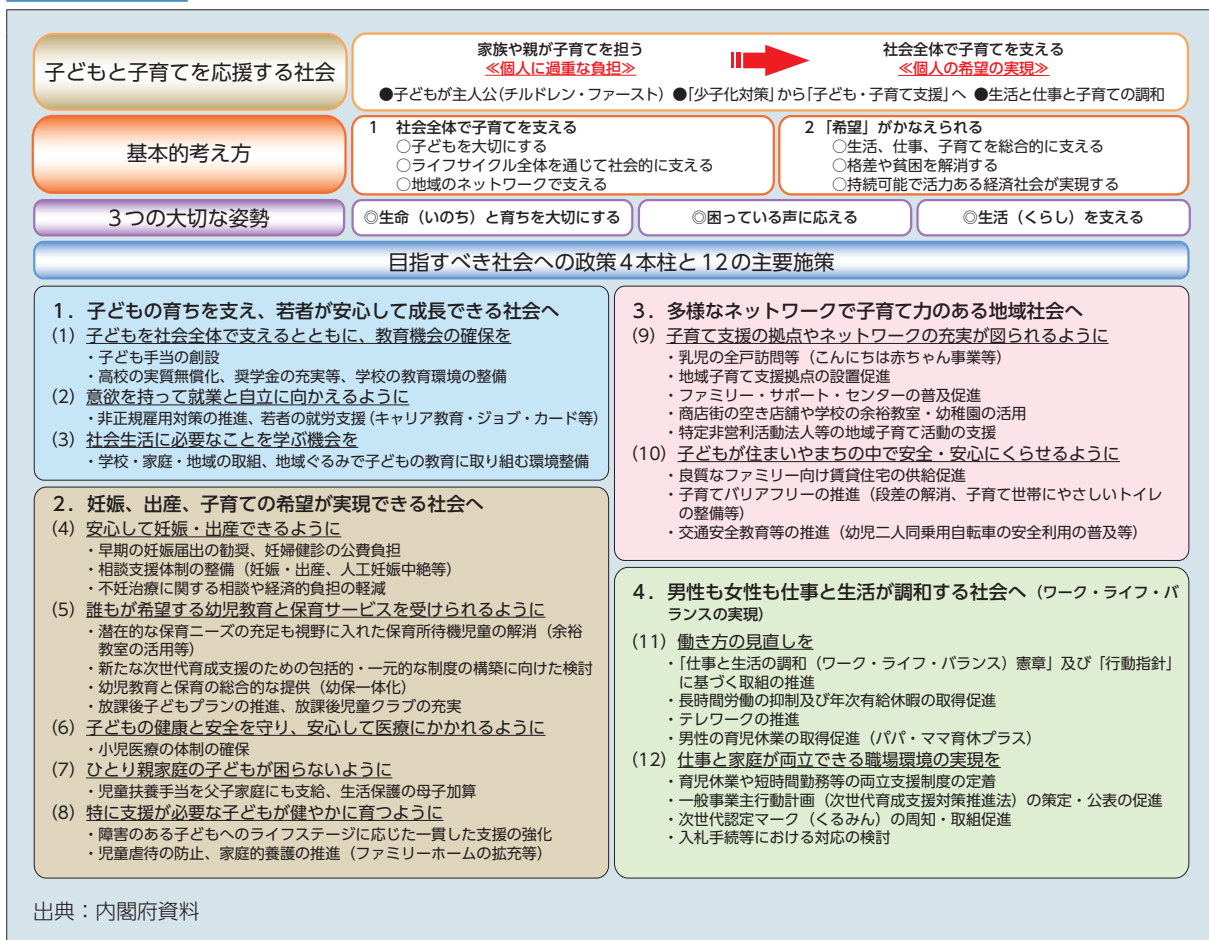 子どもと子育てを応援する社会
家族や親が子育てを担う
≪個人に過重な負担≫
社会全体で子育てを支える
≪個人の希望の実現≫
●子どもが主人公(チルドレン・ファースト) ●「少子化対策」から「子ども・子育て支援」へ ●生活と仕事と子育ての調和
基本的考え方
1 社会全体で子育てを支える
○子どもを大切にする
○ライフサイクル全体を通じて社会的に支える
○地域のネットワークで支える
2 「希望」がかなえられる
○生活、仕事、子育てを総合的に支える
○格差や貧困を解消する
○持続可能で活力ある経済社会が実現する
3つの大切な姿勢
◎生命(いのち)と育ちを大切にする
◎困っている声に応える
◎生活(くらし)を支える
目指すべき社会への政策4本柱と12の主要施策
1.子どもの育ちを支え、若者が安心して成長できる社会へ
(1) 子どもを社会全体で支えるとともに、教育機会の確保を
・子ども手当の創設
・高校の実質無償化、奨学金の充実等、学校の教育環境の整備
(2) 意欲を持って就業と自立に向かえるように
・非正規雇用対策の推進、若者の就労支援(キャリア教育・ジョブ・カード等)
(3) 社会生活に必要なことを学ぶ機会を
・学校・家庭・地域の取組、地域ぐるみで子どもの教育に取り組む環境整備
2.妊娠、出産、子育ての希望が実現できる社会へ
(4) 安心して妊娠・出産できるように
・早期の妊娠届出の勧奨、妊婦健診の公費負担
・相談支援体制の整備(妊娠・出産、人工妊娠中絶等)
・不妊治療に関する相談や経済的負担の軽減
(5) 誰もが希望する幼児教育と保育サービスを受けられるように
・潜在的な保育ニーズの充足も視野に入れた保育所待機児童の解消(余裕
教室の活用等)
・新たな次世代育成支援のための包括的・一元的な制度の構築に向けた検討
・幼児教育と保育の総合的な提供(幼保一体化)
・放課後子どもプランの推進、放課後児童クラブの充実
(6) 子どもの健康と安全を守り、安心して医療にかかれるように
・小児医療の体制の確保
(7) ひとり親家庭の子どもが困らないように
・児童扶養手当を父子家庭にも支給、生活保護の母子加算
(8) 特に支援が必要な子どもが健やかに育つように
・障害のある子どもへのライフステージに応じた一貫した支援の強化
・児童虐待の防止、家庭的養護の推進(ファミリーホームの拡充等)
3.多様なネットワークで子育て力のある地域社会へ
(9) 子育て支援の拠点やネットワークの充実が図られるように
・乳児の全戸訪問等(こんにちは赤ちゃん事業等)
・地域子育て支援拠点の設置促進
・ファミリー・サポート・センターの普及促進
・商店街の空き店舗や学校の余裕教室・幼稚園の活用
・特定非営利活動法人等の地域子育て活動の支援
(10) 子どもが住まいやまちの中で安全・安心にくらせるように
・良質なファミリー向け賃貸住宅の供給促進
・子育てバリアフリーの推進(段差の解消、子育て世帯にやさしいトイレ
の整備等)
・交通安全教育等の推進(幼児二人同乗用自転車の安全利用の普及等)
4.男性も女性も仕事と生活が調和する社会へ(ワーク・ライフ・バ
ランスの実現)
(11) 働き方の見直しを
・「仕事と生活の調和(ワーク・ライフ・バランス)憲章」及び「行動指針」
に基づく取組の推進
・長時間労働の抑制及び年次有給休暇の取得促進
・テレワークの推進
・男性の育児休業の取得促進(パパ・ママ育休プラス)
(12) 仕事と家庭が両立できる職場環境の実現を
・育児休業や短時間勤務等の両立支援制度の定着
・一般事業主行動計画(次世代育成支援対策推進法)の策定・公表の促進
・次世代認定マーク(くるみん)の周知・取組促進
・入札手続等における対応の検討
出典:内閣府資料